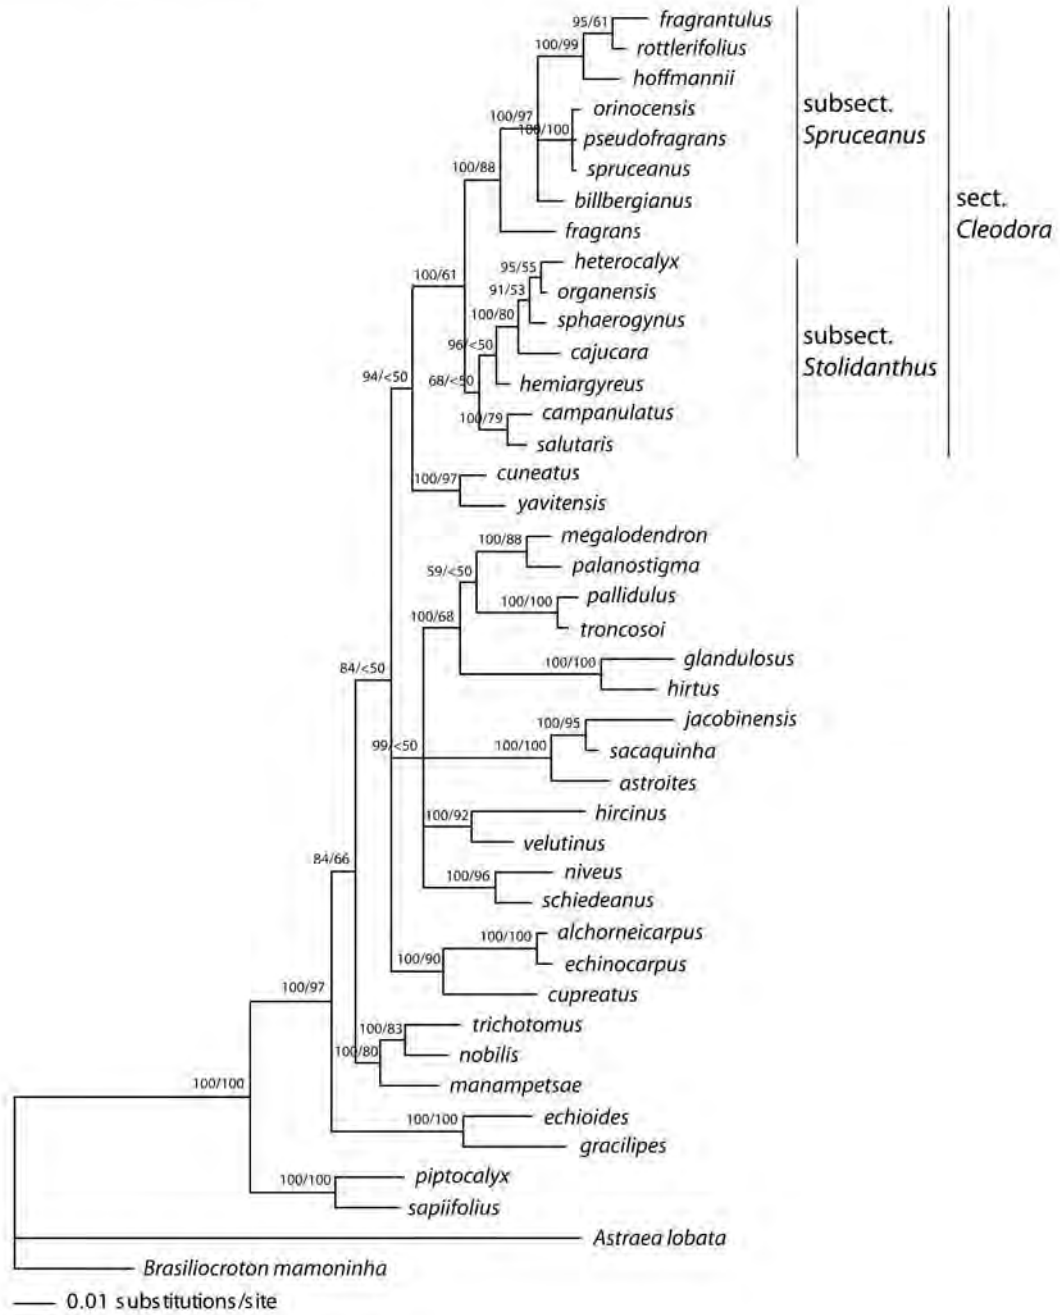 95/61 fragrantulus
100/99 rottlerifolius
hoffmannii
subsect.
Spruceanus
100/97 orinocensis
100/100 pseudofragrans
spruceanus
100/88 billbergianus
sect.
Cleodora
fragrans
95/55 heterocalyx
100/61 91/53 organensis
100/80 sphaerogynus
subsect.
Stolidanthus
96/<50 cajucara
94/<50 68/<50 hemiargyreus
100/79 campanulatus
salutaris
100/97 cuneatus
yavitensis
100/88 megalodendron
59/<50 palanostigma
100/100 pallidulus
100/68 troncosoi
84/<50 100/100 glandulosus
hirtus
100/95 jacobinensis
99/<50 100/100 sacaquinha
astroites
100/92 hircinus
velutinus
84/66 100/96 niveus
schiedeanus
100/100 alchorneicarpus
100/90 echinocarpus
100/97 cupreatus
100/83 trichotomus
100/80 nobilis
manampetsae
100/100 100/100 echioides
gracilipes
100/100 piptocalyx
sapiifolius
Astraea lobata
Brasiliocroton mamoninha
0.01 substitutions/site